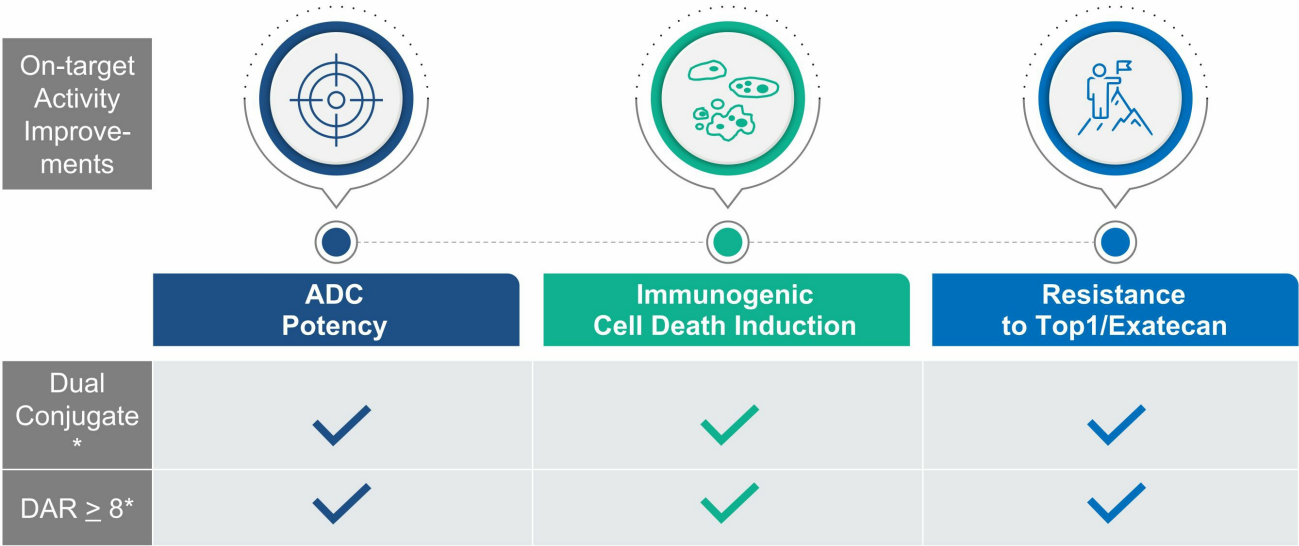 On-target
Activity
Improve-
ments
ADC
Potency
Immunogenic
Cell Death Induction
Resistance
to Top1/Exatecan
Dual
Conjugate
*
DAR ≥ 8*